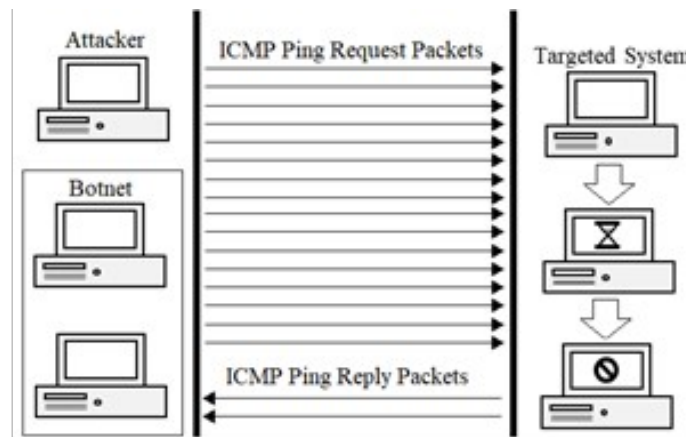 Attacker
ICMP Ping Request Packets
Targeted System
Botnet
ICMP Ping Reply Packets